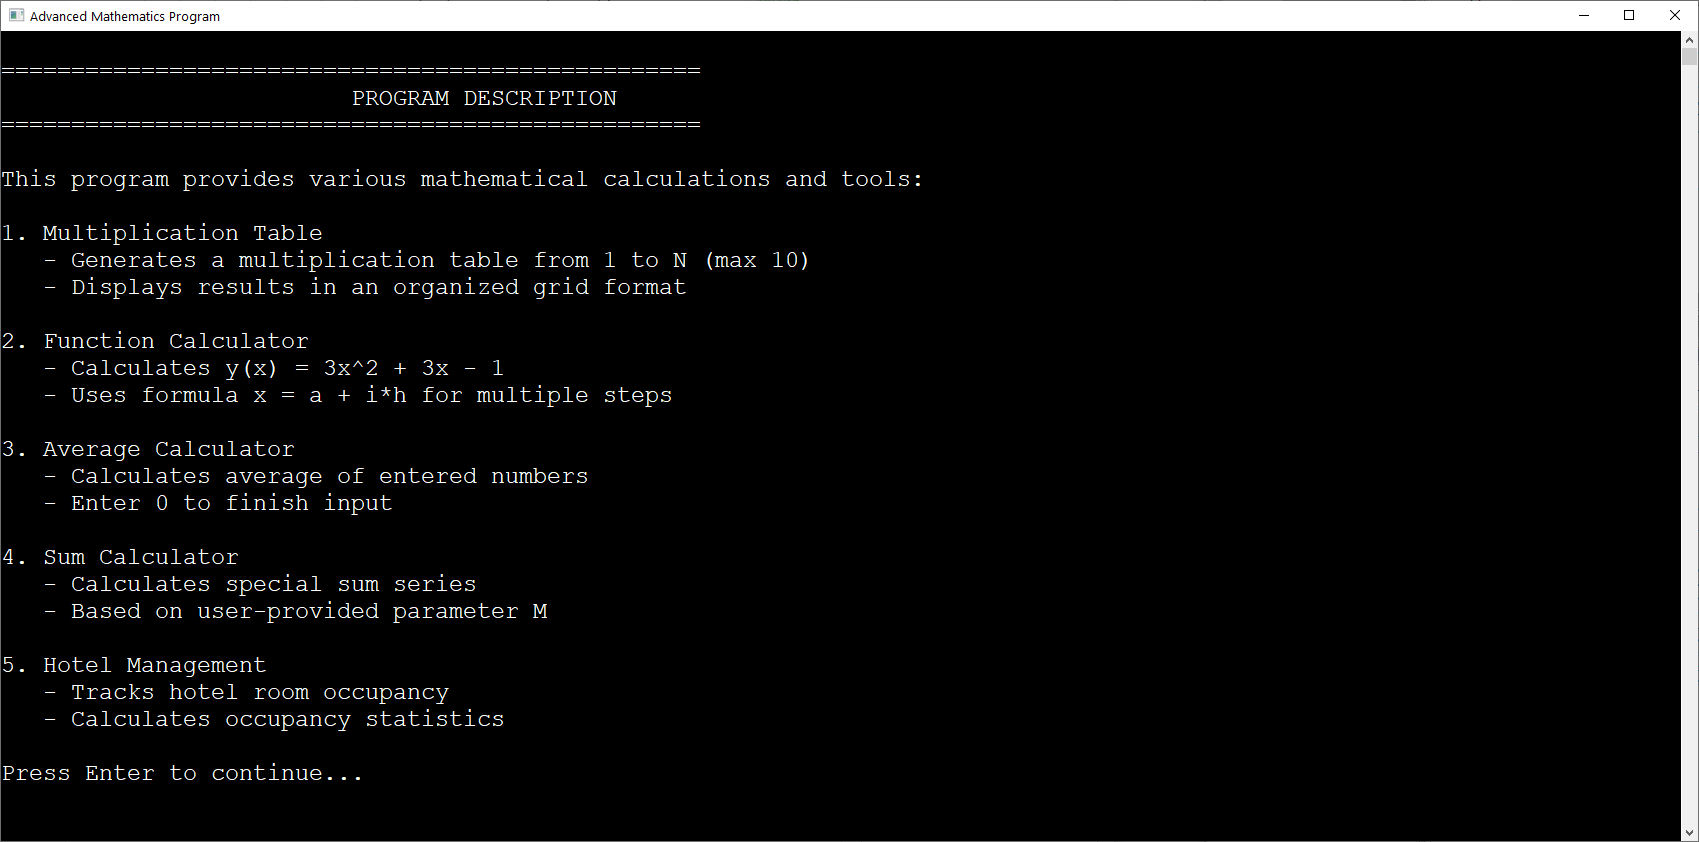 Advanced Mathematics Program
==================================================
PROGRAM DESCRIPTION
==================================================
This program provides various mathematical calculations and tools:
1. Multiplication Table
- Generates a multiplication table from 1 to N (max 10)
- Displays results in an organized grid format
2. Function Calculator
- Calculates y(x) = 3x^2 + 3x - 1
- Uses formula x = a + i*h for multiple steps
3. Average Calculator
- Calculates average of entered numbers
- Enter 0 to finish input
4. Sum Calculator
- Calculates special sum series
- Based on user-provided parameter M
5. Hotel Management
- Tracks hotel room occupancy
- Calculates occupancy statistics
Press Enter to continue...